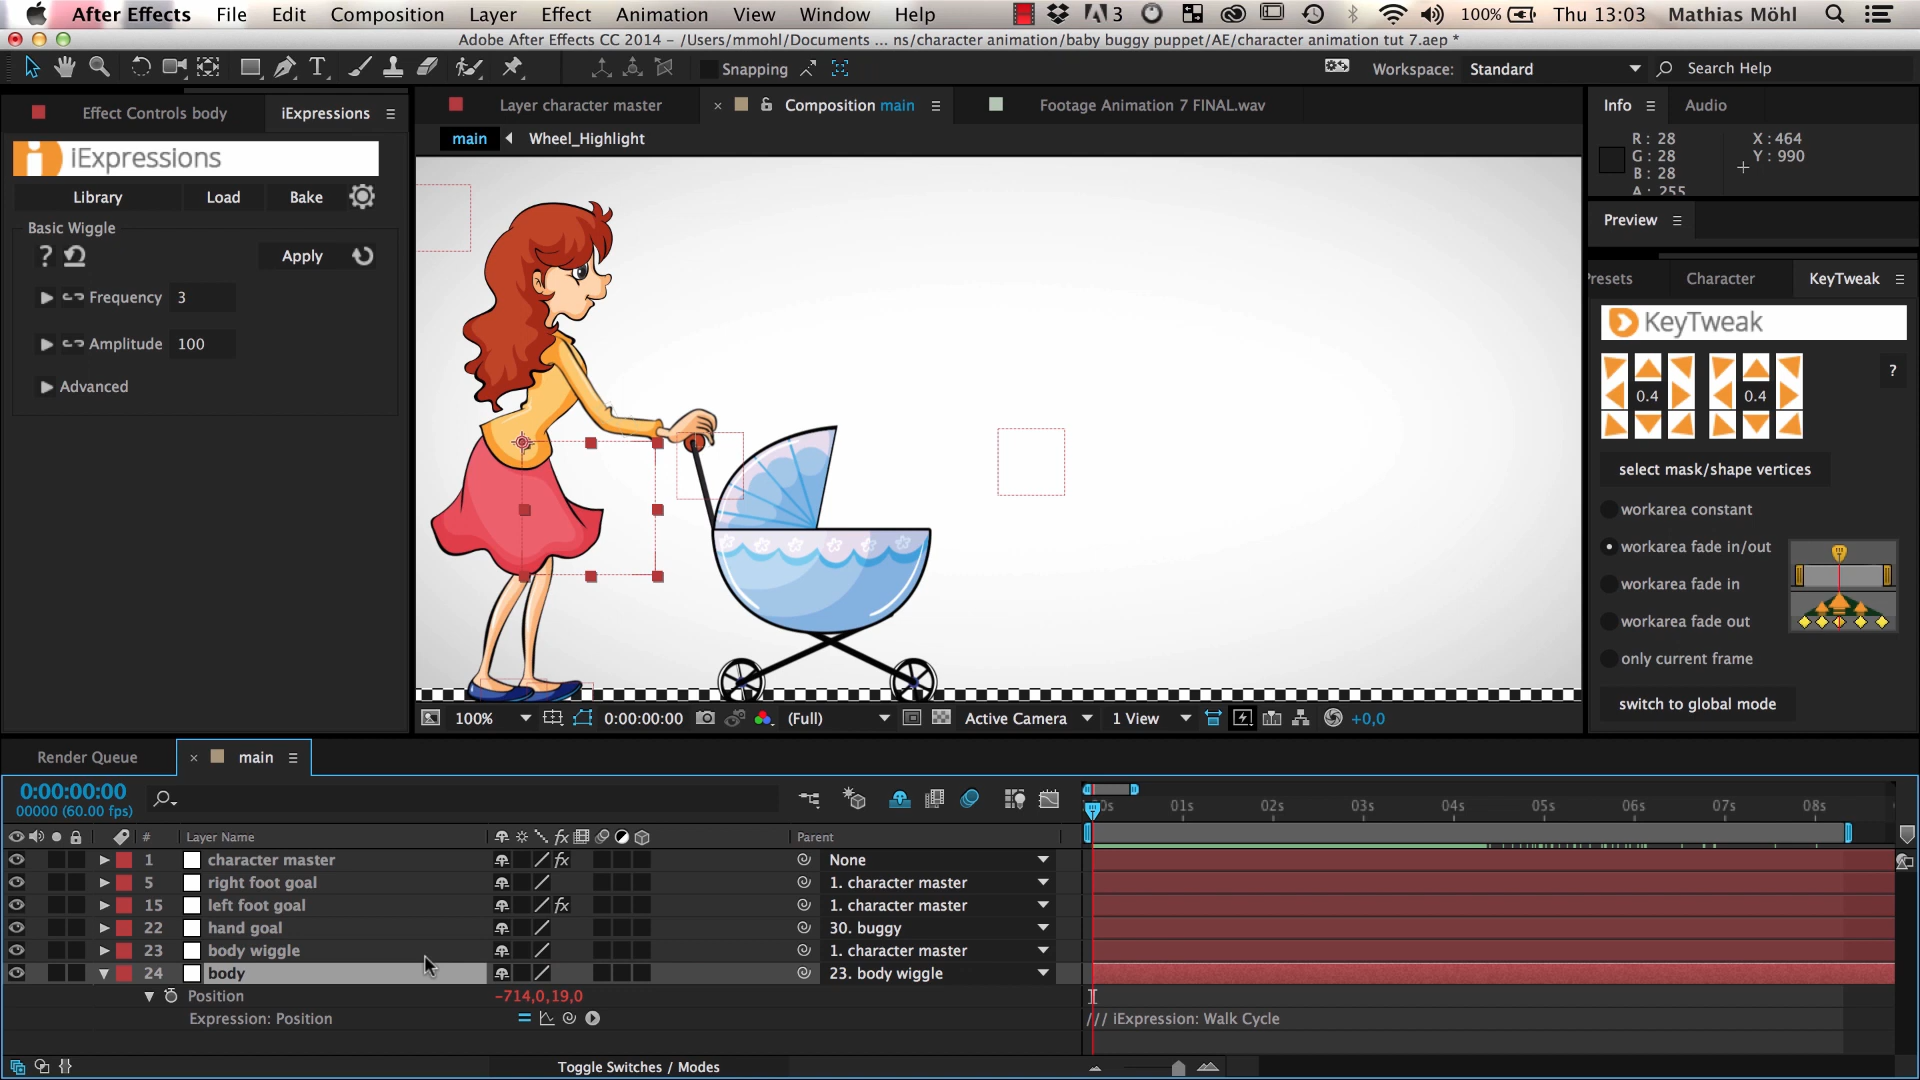 After Effects File Edit Composition Layer Effect Animation View Window Help 3 100% Thu 13:03 Mathias Möhl
Adobe After Effects CC 2014 – /Users/mmohl/Documents ... ns/character animation/baby buggy puppet/AE/character animation tut 7.aep *
T Snapping Workspace: Standard Search Help
Effect Controls body iExpressions
Layer character master × Composition main Footage Animation 7 FINAL.wav
Info Audio
main Wheel_Highlight
R : 28 X : 464
G : 28 Y : 990
B : 28
A : 255
iExpressions
Library Load Bake
Basic Wiggle
? Apply
Frequency 3
Amplitude 100
Advanced
Preview
Presets Character KeyTweak
KeyTweak
0.4 0.4 ?
select mask/shape vertices
workarea constant
workarea fade in/out
workarea fade in
workarea fade out
only current frame
switch to global mode
100% 0:00:00:00 (Full) Active Camera 1 View +0,0
Render Queue × main
0:00:00:00
00000 (60.00 fps)
01s 02s 03s 04s 05s 06s 07s 08s
# Layer Name fx Parent
1 character master fx None
5 right foot goal 1. character master
15 left foot goal fx 1. character master
22 hand goal 30. buggy
23 body wiggle 1. character master
24 body 23. body wiggle
Position -714,0,19,0
Expression: Position /// iExpression: Walk Cycle
Toggle Switches / Modes